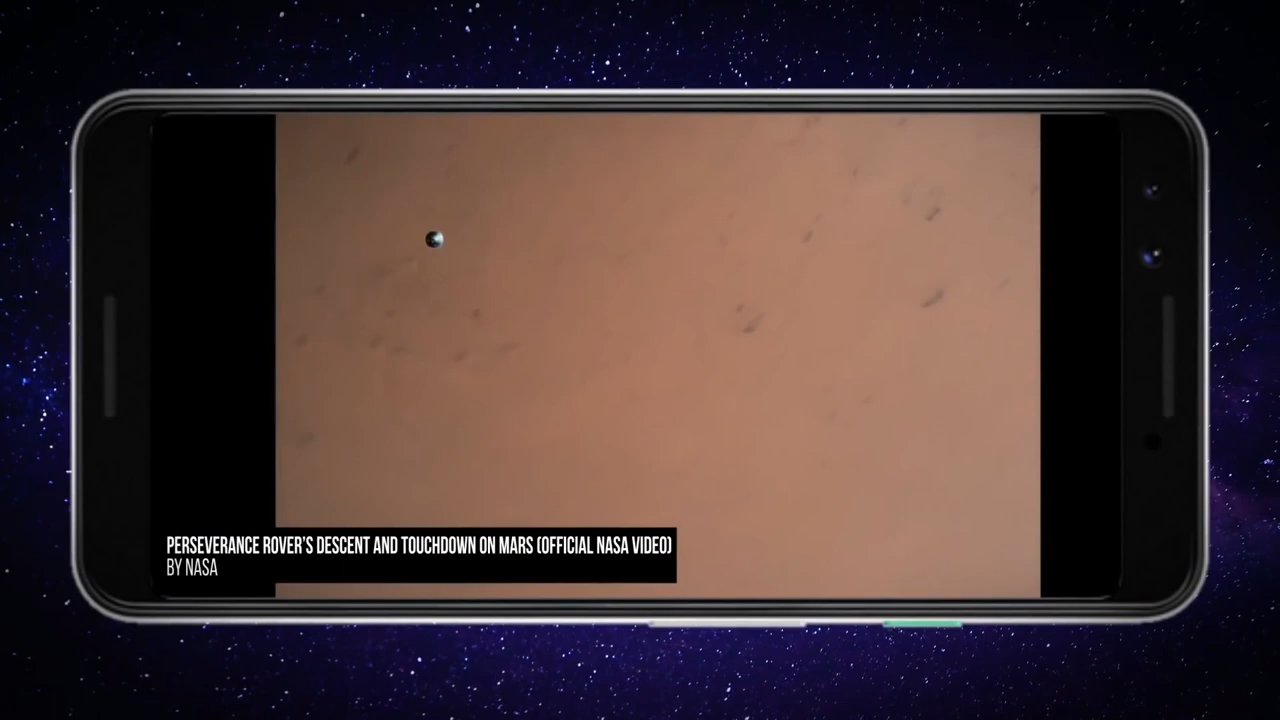 PERSEVERANCE ROVER'S DESCENT AND TOUCHDOWN ON MARS (OFFICIAL NASA VIDEO)
BY NASA